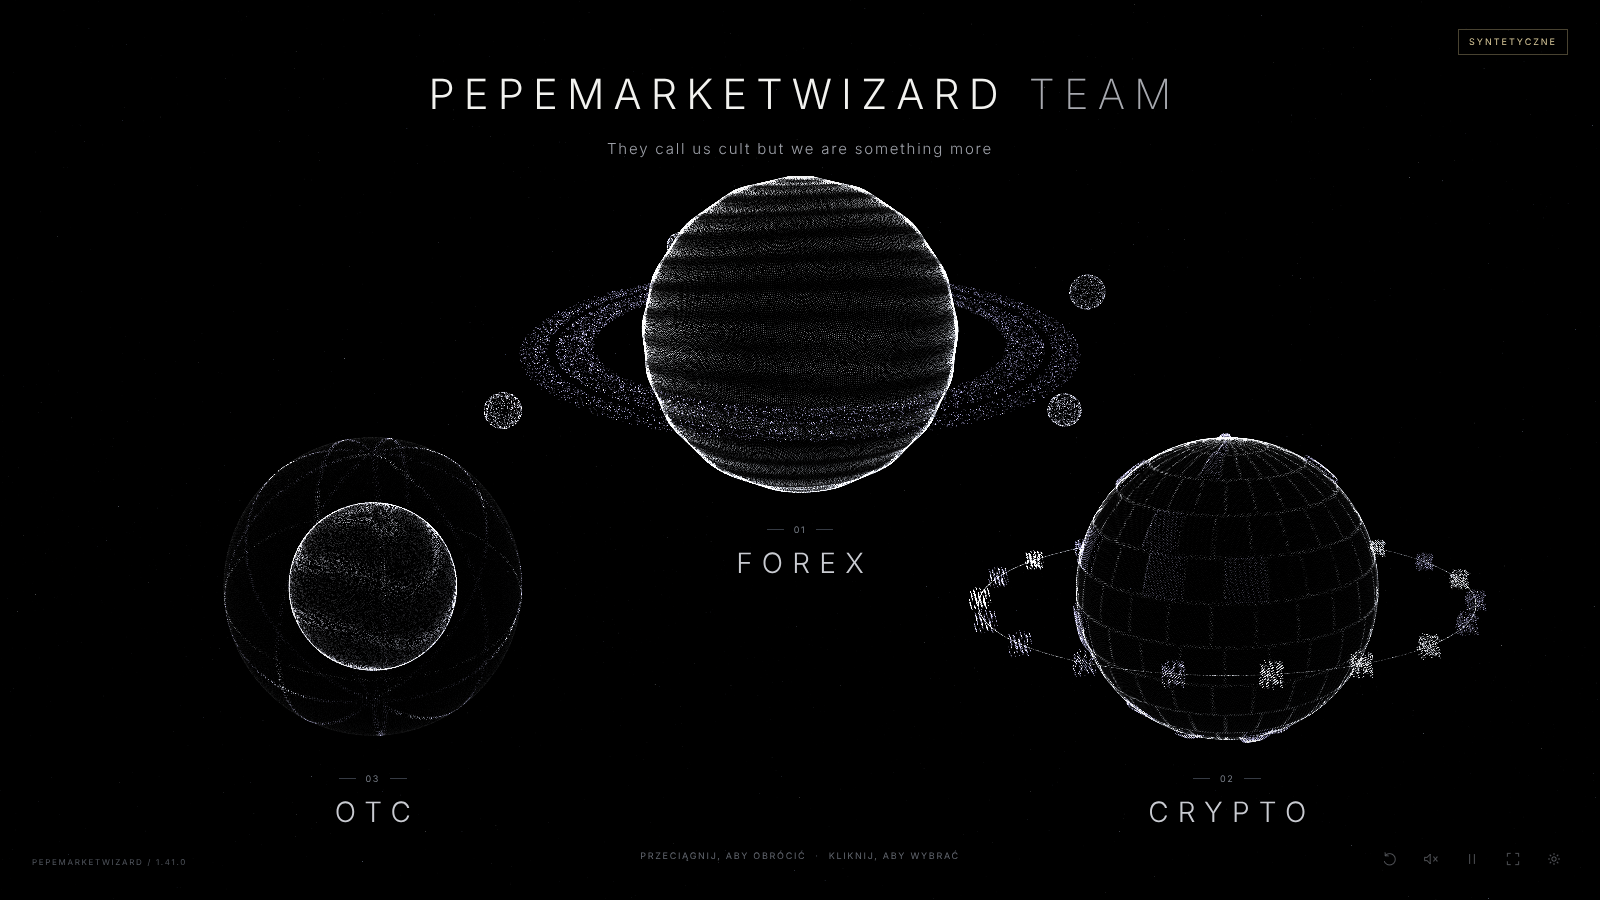 SYNTETYCZNE
PEPEMARKETWIZARD TEAM
They call us cult but we are something more
01
FOREX
03
OTC
02
CRYPTO
PEPEMARKETWIZARD / 1.41.0
PRZECIĄGNIJ, ABY OBRÓCIĆ · KLIKNIJ, ABY WYBRAĆ